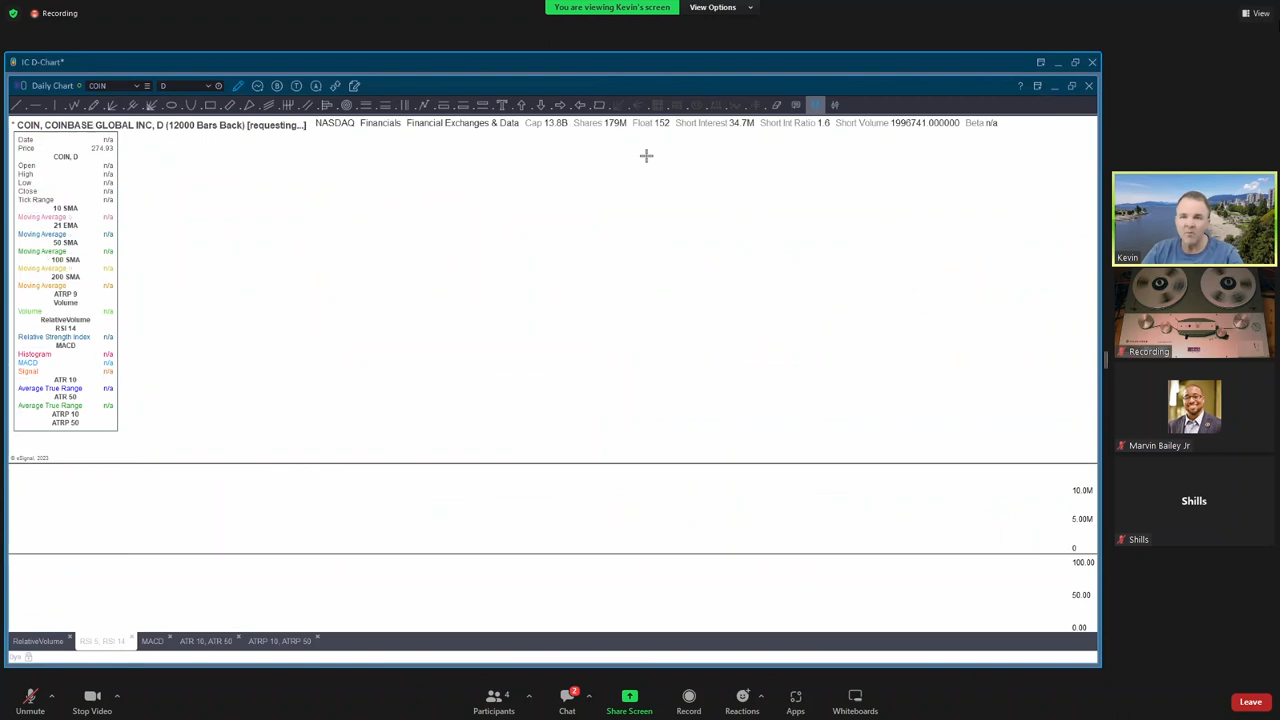 Recording
You are viewing Kevin's screen
View Options
View
IC D-Chart*
Daily Chart
COIN
D
* COIN, COINBASE GLOBAL INC, D (12000 Bars Back) [requesting...]
NASDAQ Financials Financial Exchanges & Data Cap 13.8B Shares 179M Float 152 Short Interest 34.7M Short Int Ratio 1.6 Short Volume 1996741.000000 Beta n/a
Date n/a
Price 274.93
COIN, D
Open n/a
High n/a
Low n/a
Close n/a
Tick Range n/a
10 SMA
Moving Average n/a
21 EMA
Moving Average n/a
50 SMA
Moving Average n/a
100 SMA
Moving Average n/a
200 SMA
Moving Average n/a
ATRP 9
Volume
Volume n/a
RelativeVolume
RSI 14
Relative Strength Index n/a
MACD
Histogram n/a
MACD n/a
Signal n/a
ATR 10
Average True Range n/a
ATR 50
Average True Range n/a
ATRP 10
ATRP 50
© eSignal, 2023
10.0M
5.00M
0
100.00
50.00
0.00
RelativeVolume
RSI 5, RSI 14
MACD
ATR 10, ATR 50
ATRP 10, ATRP 50
Dyn
Kevin
Recording
Marvin Bailey Jr
Shills
Shills
Unmute
Stop Video
Participants 4
Chat 2
Share Screen
Record
Reactions
Apps
Whiteboards
Leave